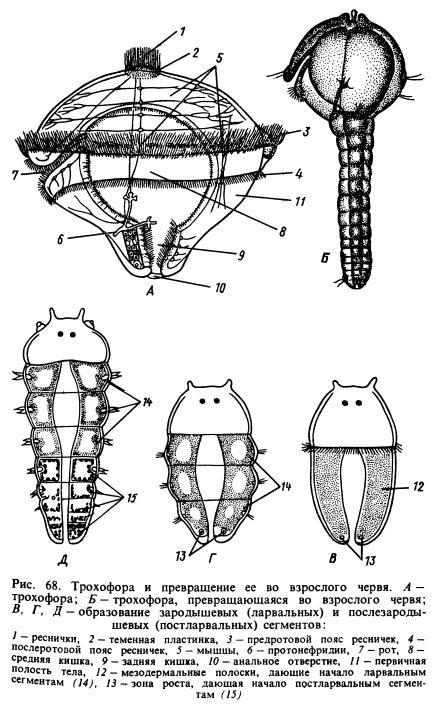 1
2
5
3
7
4
11
6
8
9
А
10
Б
14
15
14
12
13
13
Д
Г
В
Рис. 68. Трохофора и превращение ее во взрослого червя. А —
трохофора; Б — трохофора, превращающаяся во взрослого червя;
В, Г, Д — образование зародышевых (ларвальных) и послезароды-
шевых (постларвальных) сегментов:
1 — реснички, 2 — теменная пластинка, 3 — предротовой пояс ресничек, 4 —
послеротовой пояс ресничек, 5 — мышцы, 6 — протонефридии, 7 — рот, 8 —
средняя кишка, 9 — задняя кишка, 10 — анальное отверстие, 11 — первичная
полость тела, 12 — мезодермальные полоски, дающие начало ларвальным
сегментам (14), 13 — зона роста, дающая начало постларвальным сегмен-
там (15)